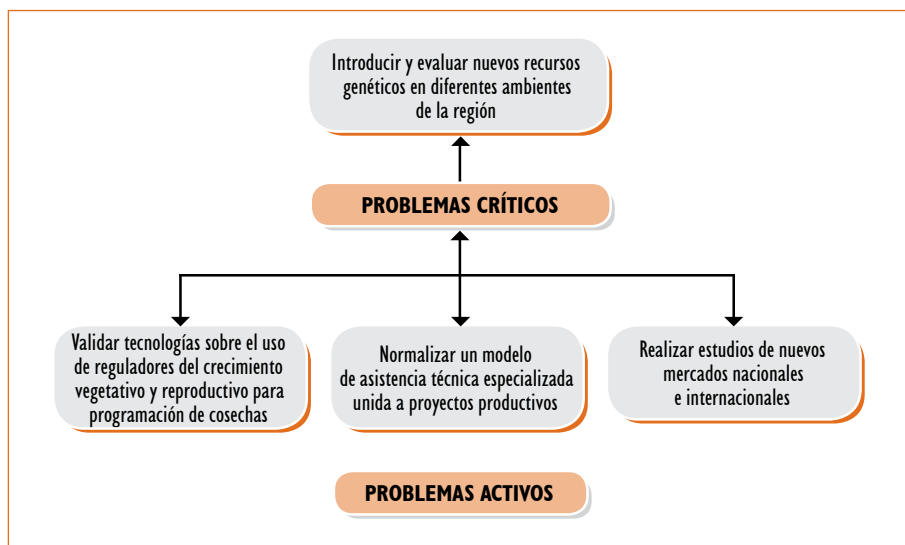 Introducir y evaluar nuevos recursos
genéticos en diferentes ambientes
de la región
PROBLEMAS CRÍTICOS
Validar tecnologías sobre el uso
de reguladores del crecimiento
vegetativo y reproductivo para
programación de cosechas
Normalizar un modelo
de asistencia técnica especializada
unida a proyectos productivos
Realizar estudios de nuevos
mercados nacionales
e internacionales
PROBLEMAS ACTIVOS